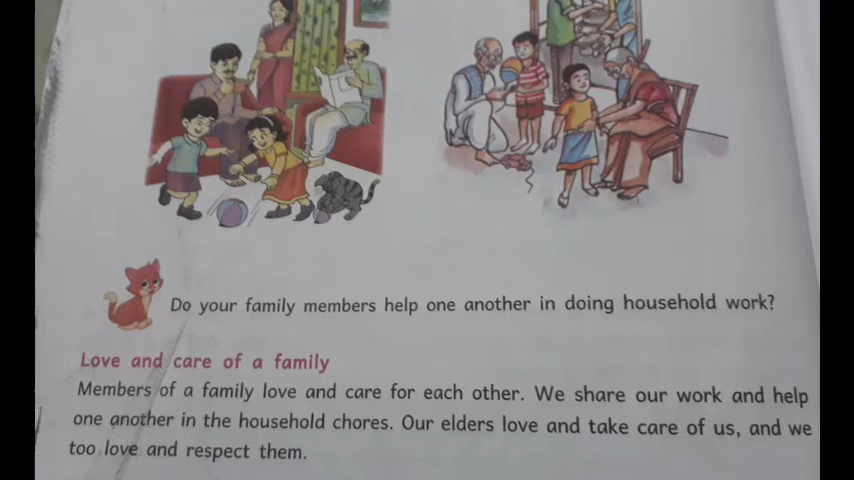 Do your family members help one another in doing household work?
Love and care of a family
Members of a family love and care for each other. We share our work and help
one another in the household chores. Our elders love and take care of us, and we
too love and respect them.